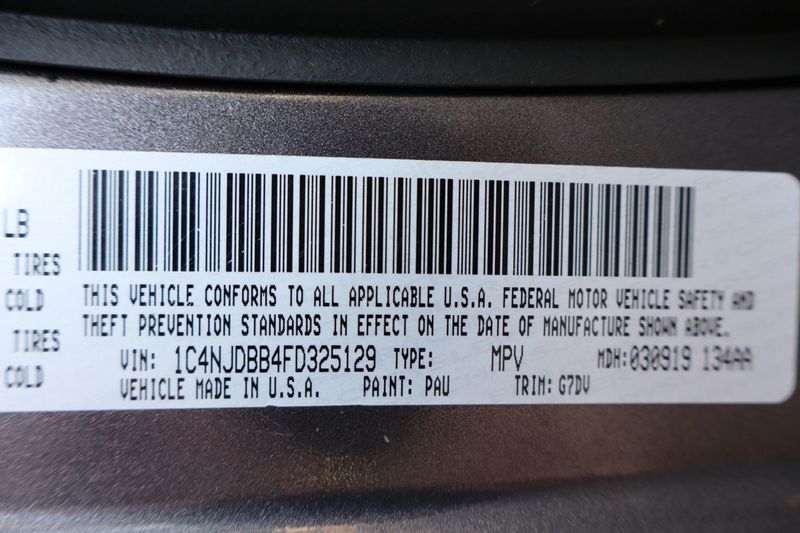 LB
TIRES
COLD
TIRES
COLD
THIS VEHICLE CONFORMS TO ALL APPLICABLE U.S.A. FEDERAL MOTOR VEHICLE SAFETY AND
THEFT PREVENTION STANDARDS IN EFFECT ON THE DATE OF MANUFACTURE SHOWN ABOVE.
VIN: 1C4NJDBB4FD325129 TYPE: MPV MDH:030919 134AA
VEHICLE MADE IN U.S.A. PAINT: PAU TRIM: G7DV